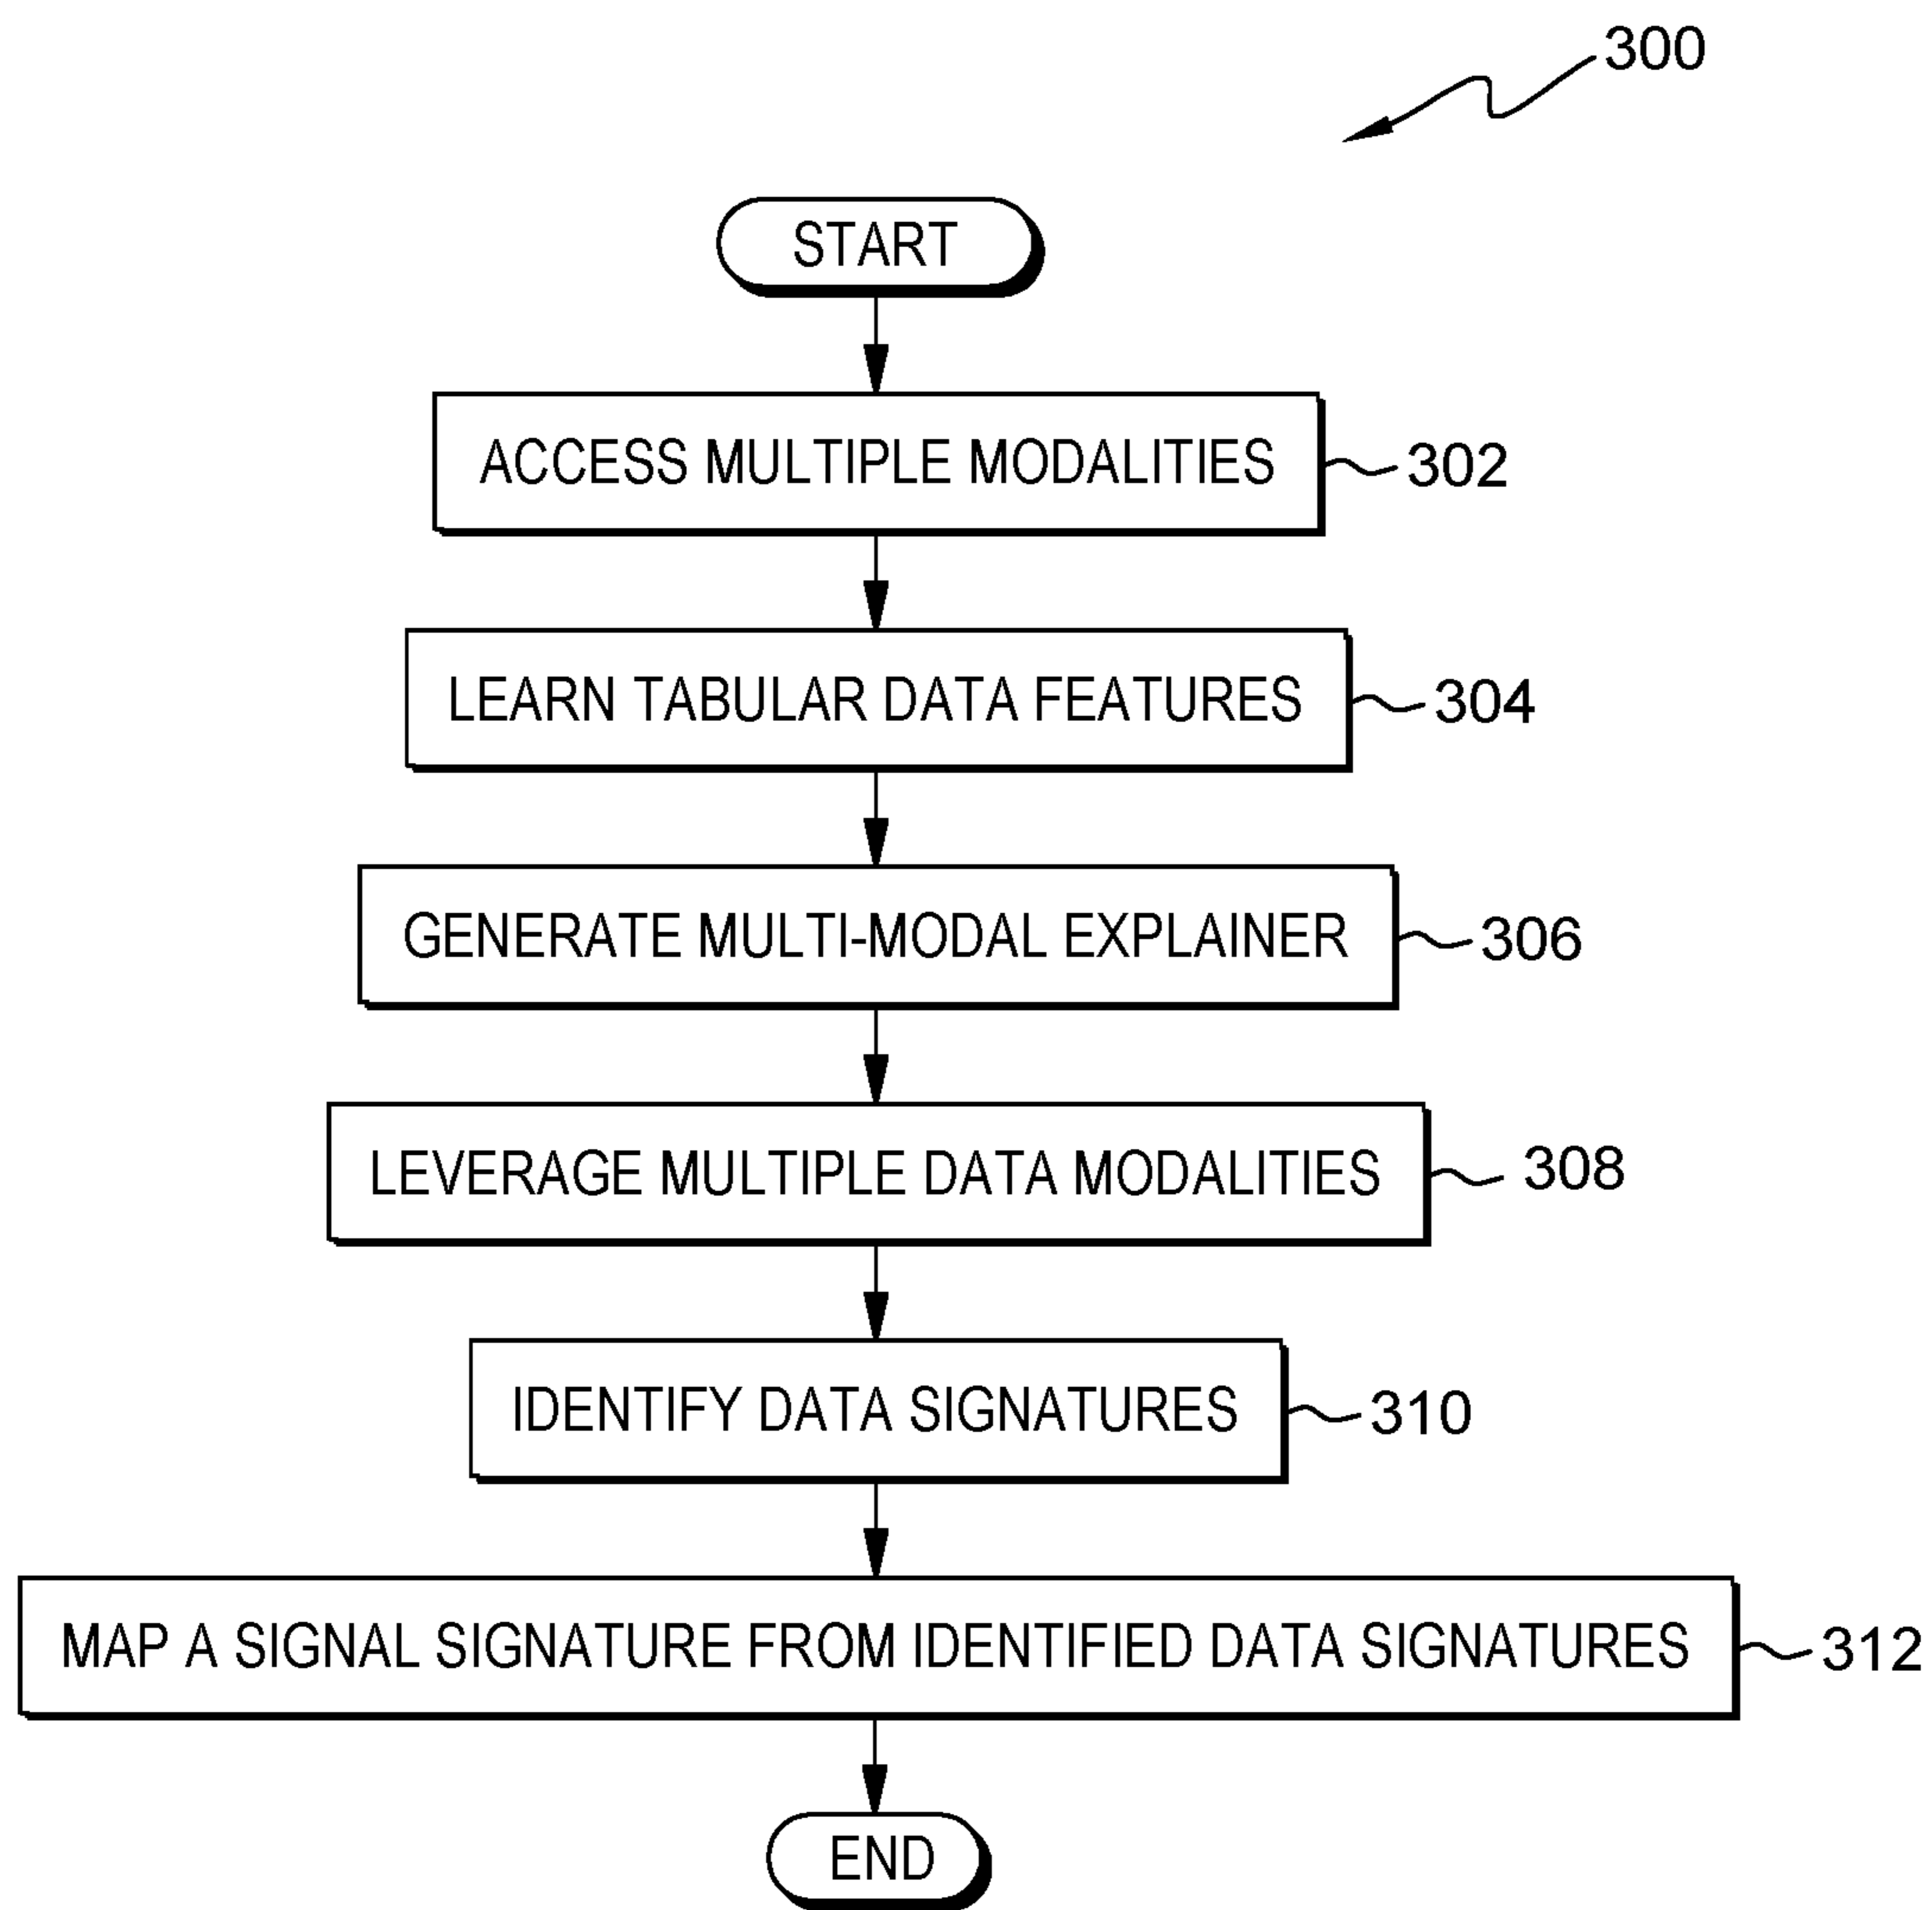 300
START
ACCESS MULTIPLE MODALITIES 302
LEARN TABULAR DATA FEATURES 304
GENERATE MULTI-MODAL EXPLAINER 306
LEVERAGE MULTIPLE DATA MODALITIES 308
IDENTIFY DATA SIGNATURES 310
MAP A SIGNAL SIGNATURE FROM IDENTIFIED DATA SIGNATURES 312
END